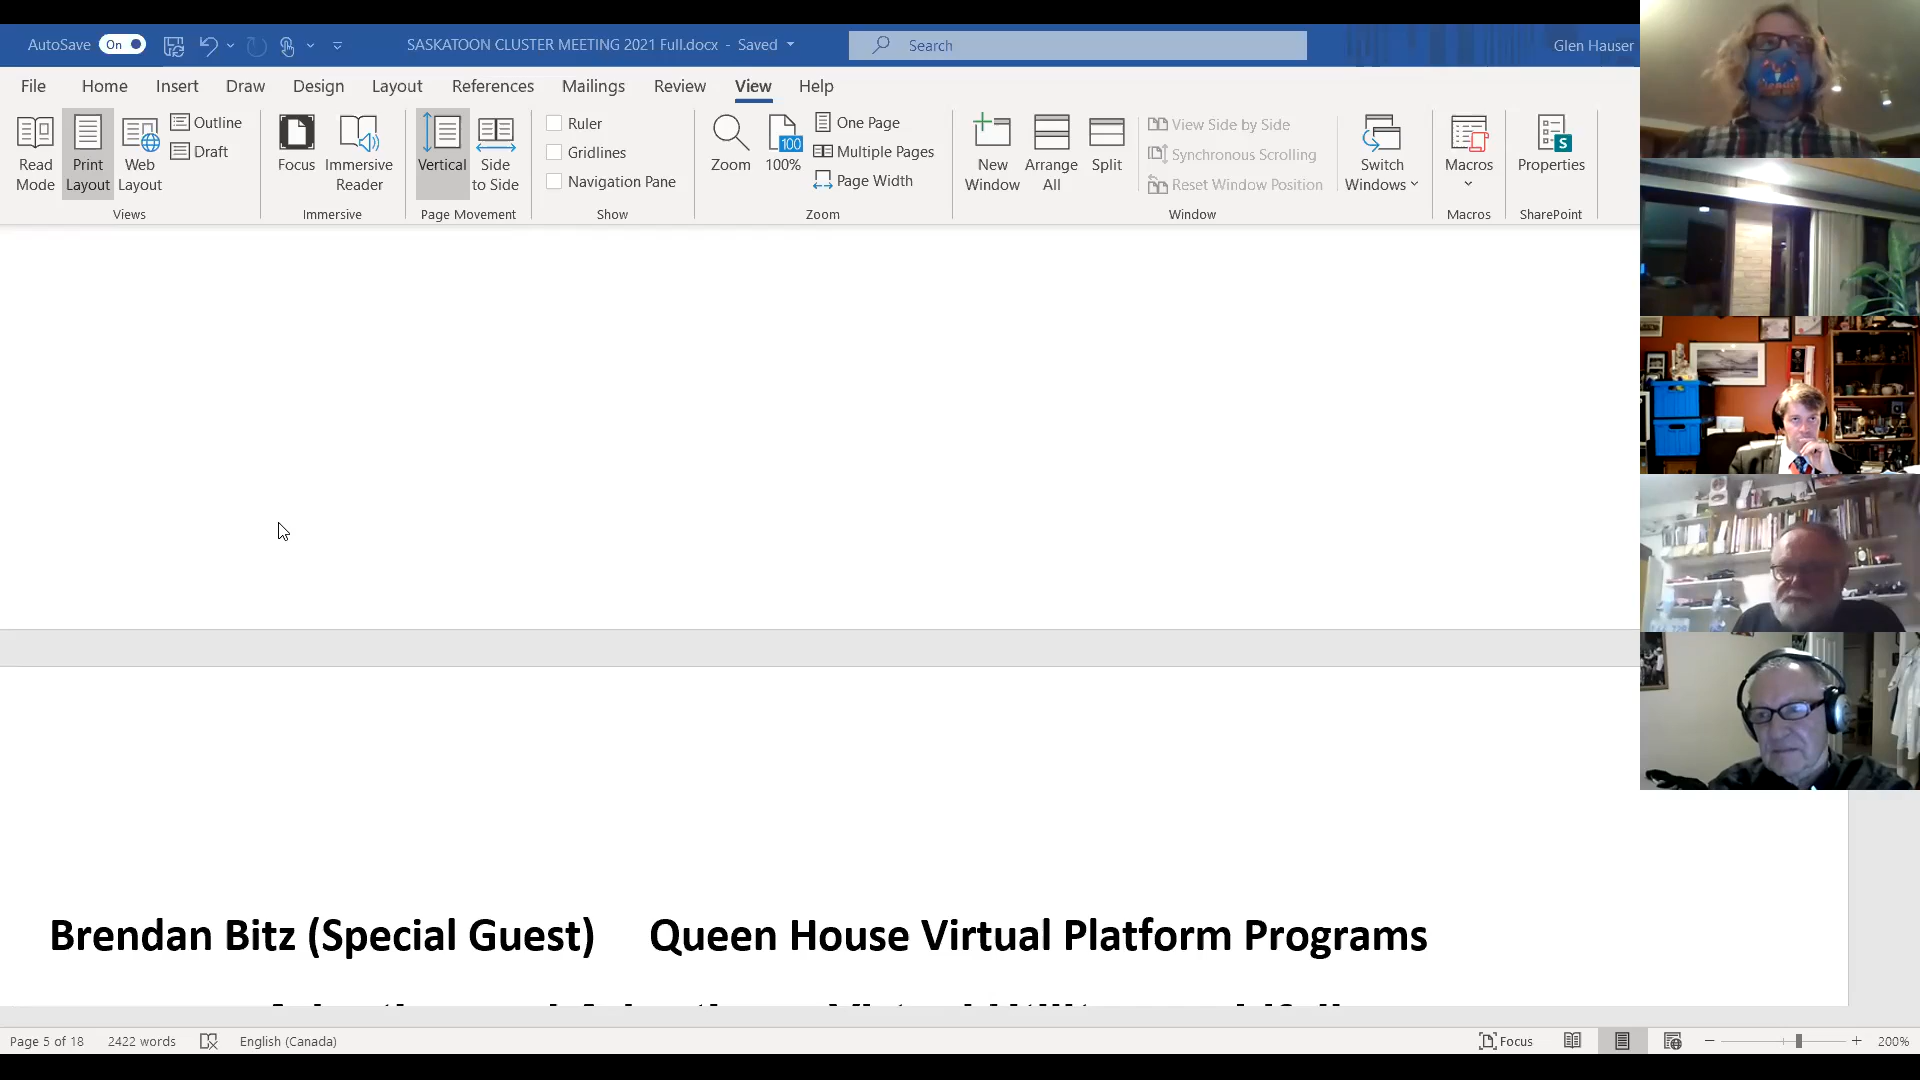 AutoSave On SASKATOON CLUSTER MEETING 2021 Full.docx - Saved Search Glen Hauser
File Home Insert Draw Design Layout References Mailings Review View Help
Read Mode
Print Layout
Web Layout
Outline
Draft
Views
Focus
Immersive Reader
Immersive
Vertical
Side to Side
Page Movement
Ruler
Gridlines
Navigation Pane
Show
Zoom
100
100%
One Page
Multiple Pages
Page Width
Zoom
New Window
Arrange All
Split
View Side by Side
Synchronous Scrolling
Reset Window Position
Switch Windows
Window
Macros
Macros
Properties
SharePoint
Brendan Bitz (Special Guest) Queen House Virtual Platform Programs
Page 5 of 18 2422 words English (Canada) Focus 200%